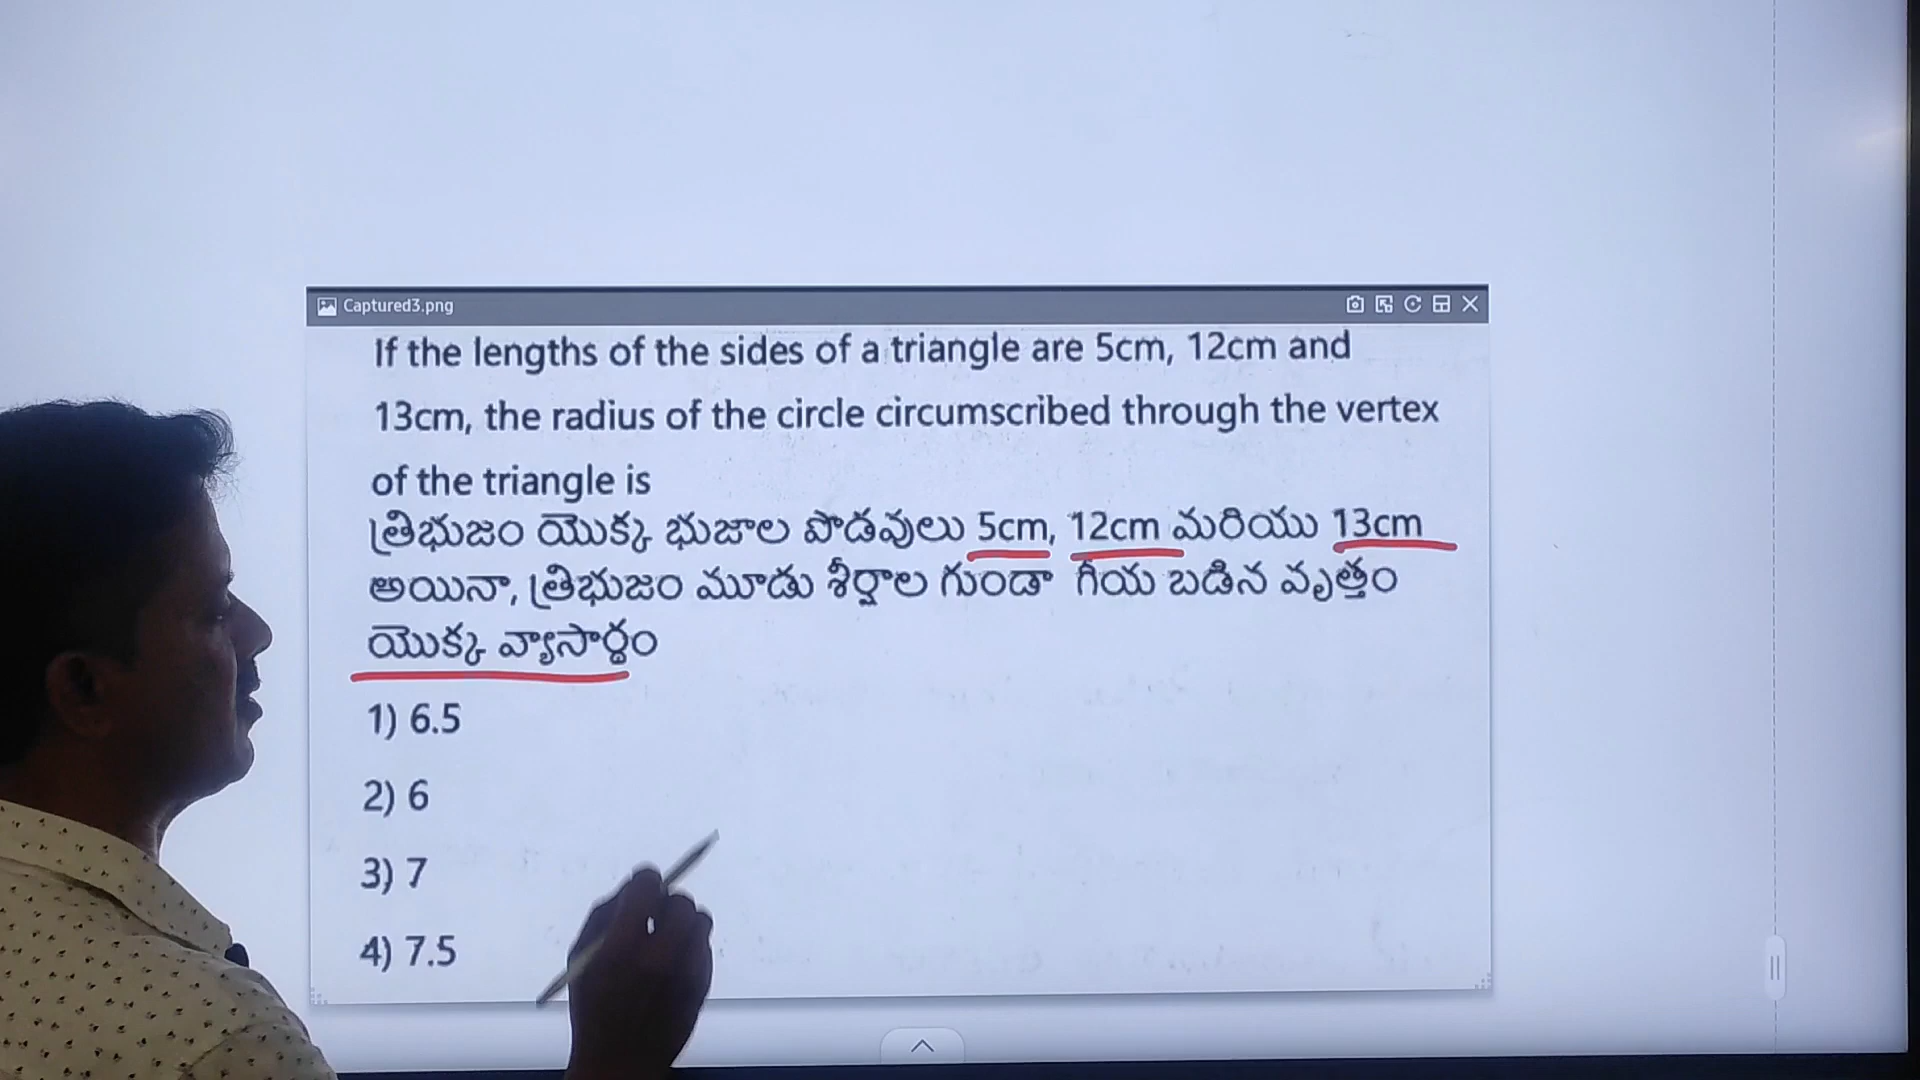 Captured3.png
If the lengths of the sides of a triangle are 5cm, 12cm and
13cm, the radius of the circle circumscribed through the vertex
of the triangle is
త్రిభుజం యొక్క భుజాల పొడవులు 5cm, 12cm మరియు 13cm
అయినా, త్రిభుజం మూడు శీర్షాల గుండా గీయ బడిన వృత్తం
యొక్క వ్యాసార్ధం
1) 6.5
2) 6
3) 7
4) 7.5